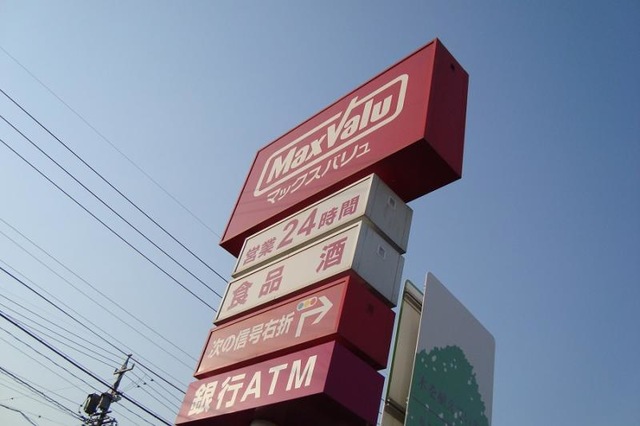 MaxValu
マックスバリュ
営業24時間
食品 酒
次の信号右折
銀行ATM